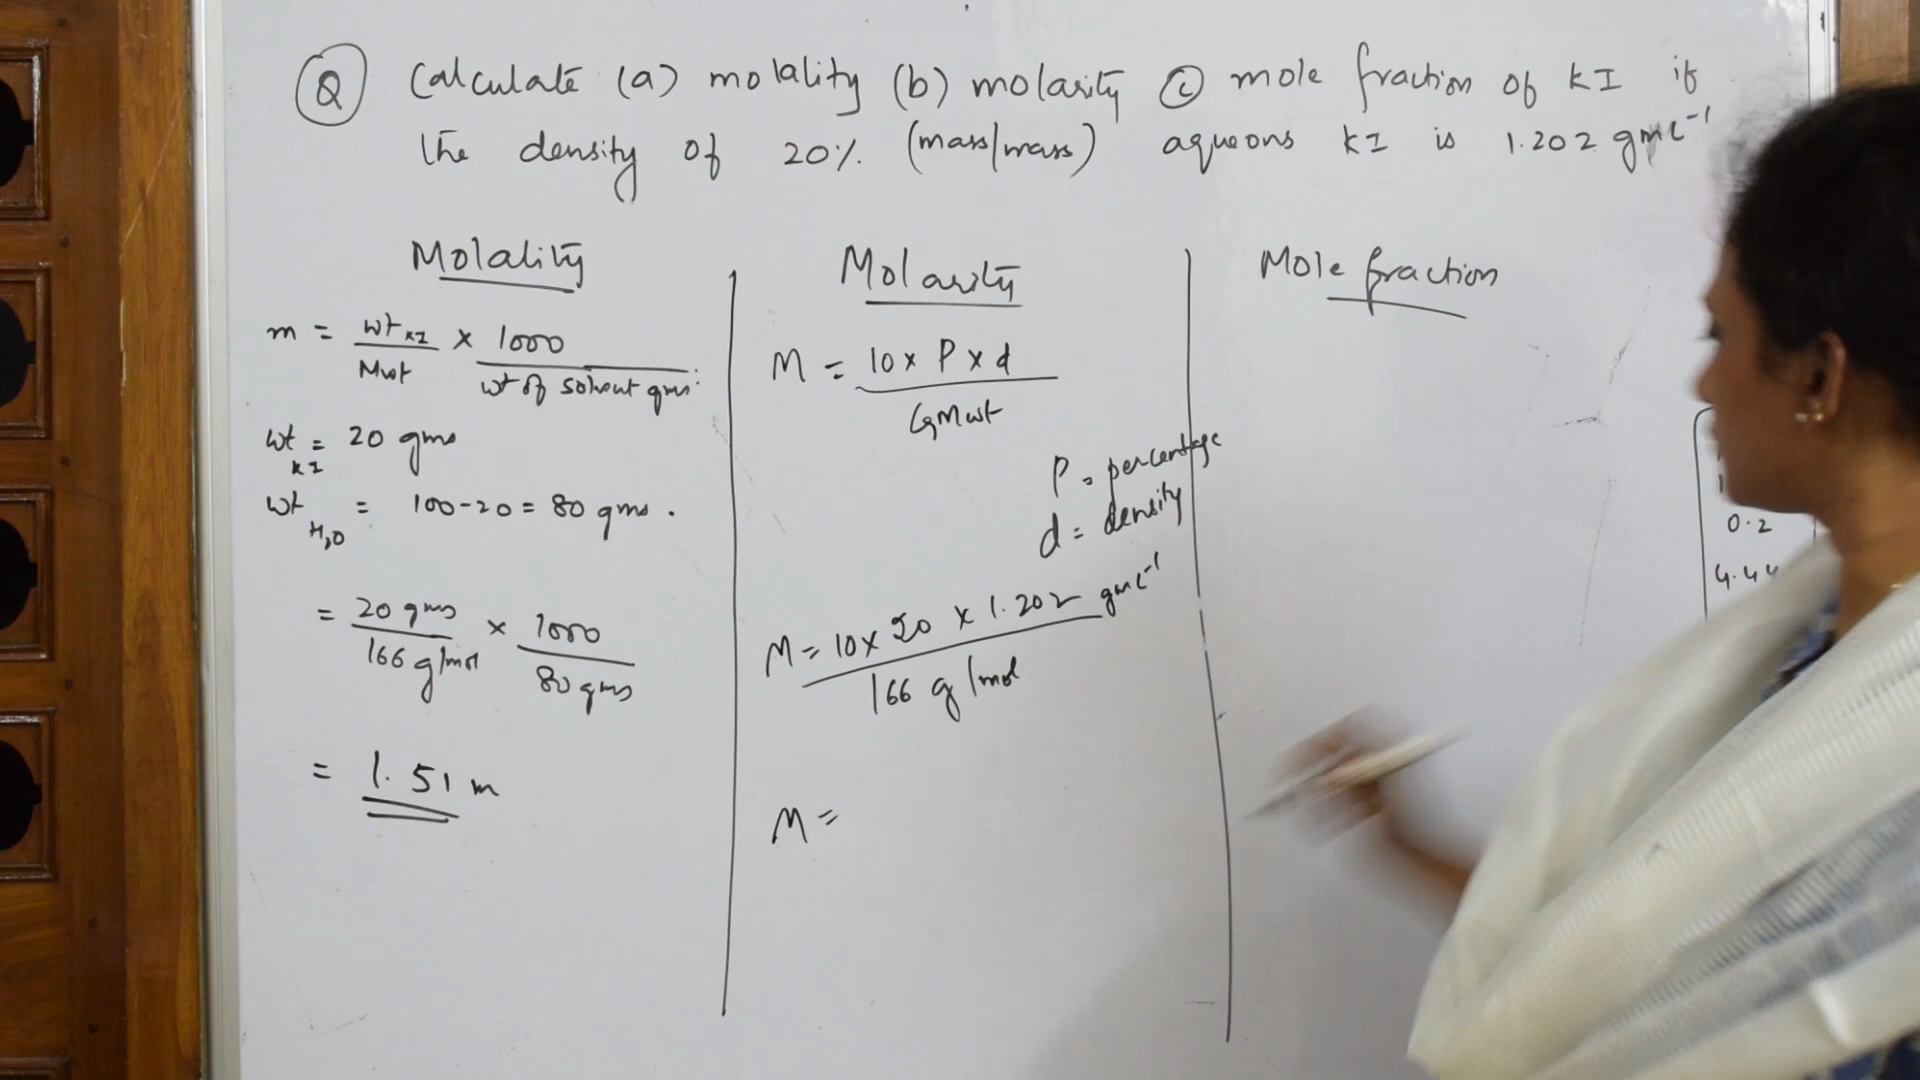 Q Calculate (a) molality (b) molarity (c) mole fraction of KI if
the density of 20% (mass/mass) aqueous KI is 1.202 gmL⁻¹
Molality
m = wt KI / Mwt × 1000 / wt of solvent gms.
wt KI = 20 gms
wt H2O = 100-20 = 80 gms.
= 20 gms / 166 g/mol × 1000 / 80 gms
= 1.51 m
Molarity
M = 10 × P × d / GMwt
P = percentage
d = density
M = 10 × 20 × 1.202 gmL⁻¹ / 166 g/mol
M =
Mole fraction
0.2
4.44